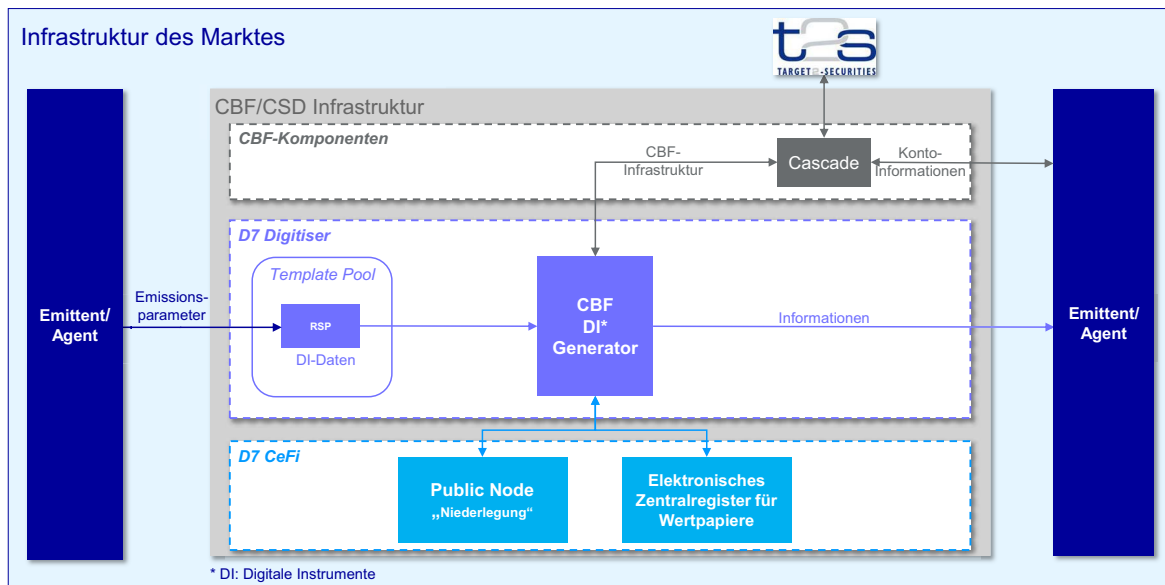 Infrastruktur des Marktes
t2s
TARGET2-SECURITIES
CBF/CSD Infrastruktur
CBF-Komponenten
CBF-
Infrastruktur
Cascade
Konto-
Informationen
D7 Digitiser
Template Pool
Emittent/
Agent
Emissions-
parameter
RSP
DI-Daten
CBF
DI*
Generator
Informationen
Emittent/
Agent
D7 CeFi
Public Node
„Niederlegung“
Elektronisches
Zentralregister für
Wertpapiere
* DI: Digitale Instrumente